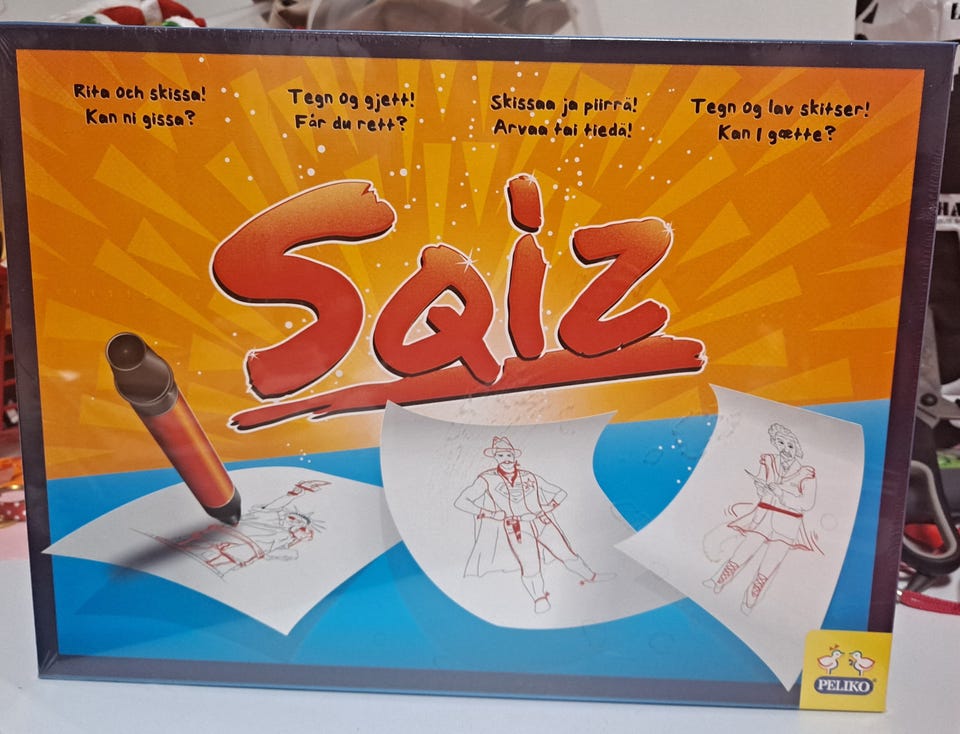 Rita och skissa!
Kan ni gissa?
Tegn og gjett!
Får du rett?
Skissaa ja piirrä!
Arvaa tai tiedä!
Tegn og lav skitser!
Kan I gætte?
Sqiz
PELIKO